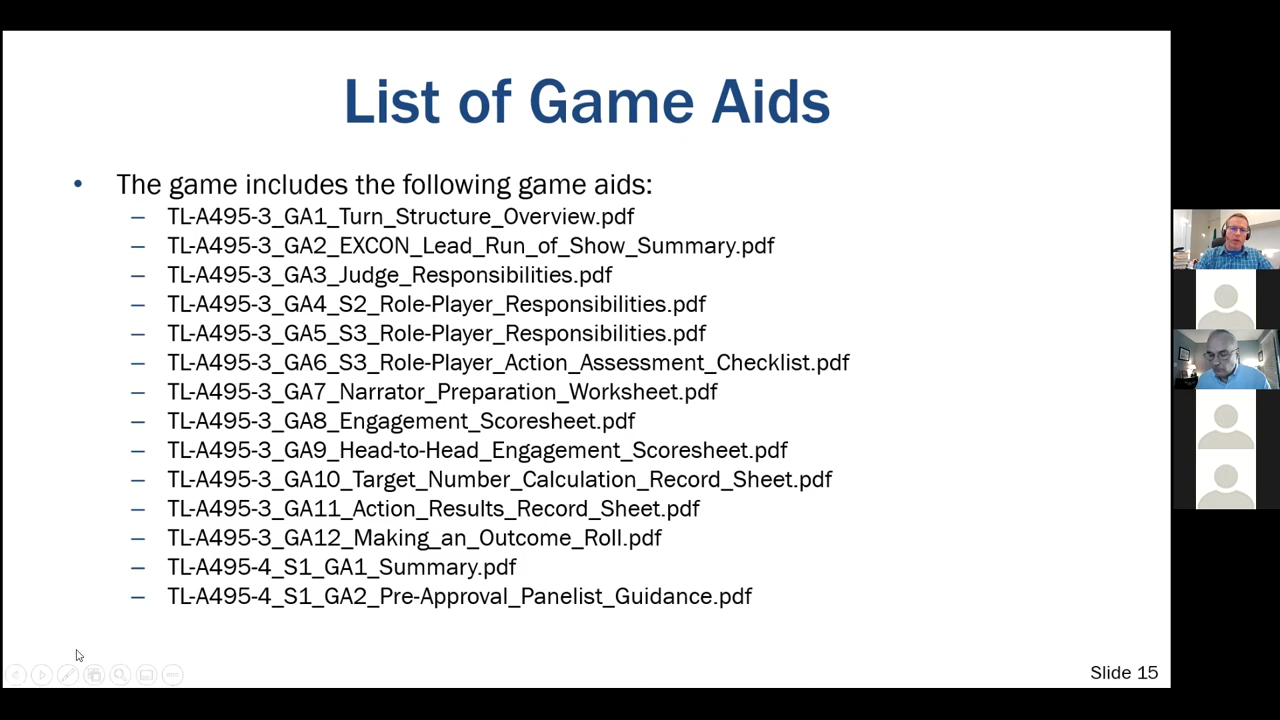 List of Game Aids
• The game includes the following game aids:
– TL-A495-3_GA1_Turn_Structure_Overview.pdf
– TL-A495-3_GA2_EXCON_Lead_Run_of_Show_Summary.pdf
– TL-A495-3_GA3_Judge_Responsibilities.pdf
– TL-A495-3_GA4_S2_Role-Player_Responsibilities.pdf
– TL-A495-3_GA5_S3_Role-Player_Responsibilities.pdf
– TL-A495-3_GA6_S3_Role-Player_Action_Assessment_Checklist.pdf
– TL-A495-3_GA7_Narrator_Preparation_Worksheet.pdf
– TL-A495-3_GA8_Engagement_Scoresheet.pdf
– TL-A495-3_GA9_Head-to-Head_Engagement_Scoresheet.pdf
– TL-A495-3_GA10_Target_Number_Calculation_Record_Sheet.pdf
– TL-A495-3_GA11_Action_Results_Record_Sheet.pdf
– TL-A495-3_GA12_Making_an_Outcome_Roll.pdf
– TL-A495-4_S1_GA1_Summary.pdf
– TL-A495-4_S1_GA2_Pre-Approval_Panelist_Guidance.pdf
Slide 15